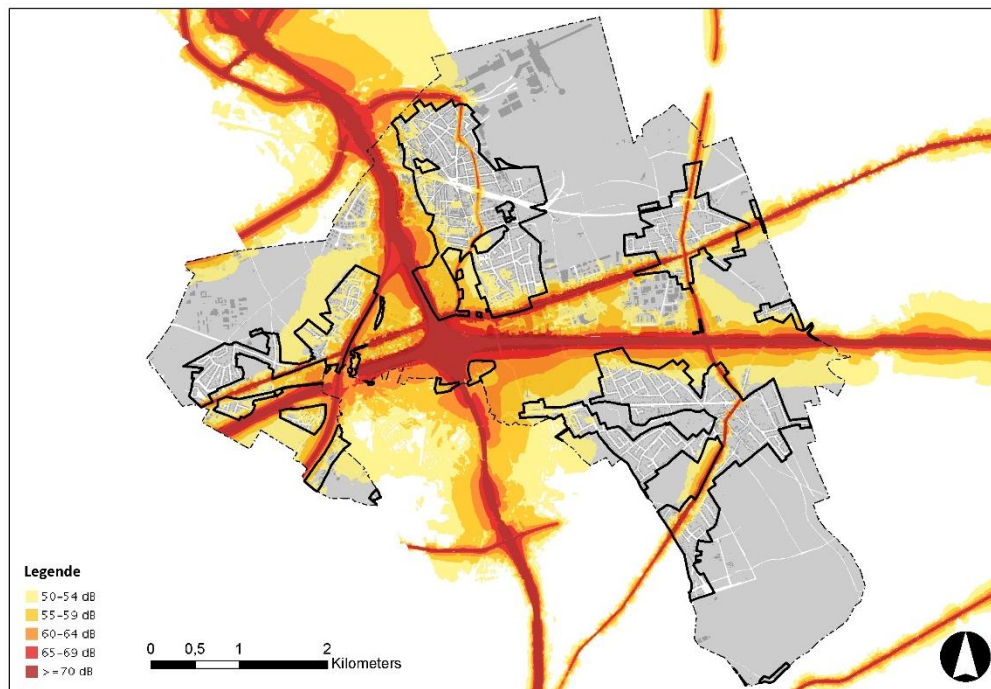 Legende
50-54 dB
55-59 dB
60-64 dB
65-69 dB
>=70 dB
0 0,5 1 2
Kilometers